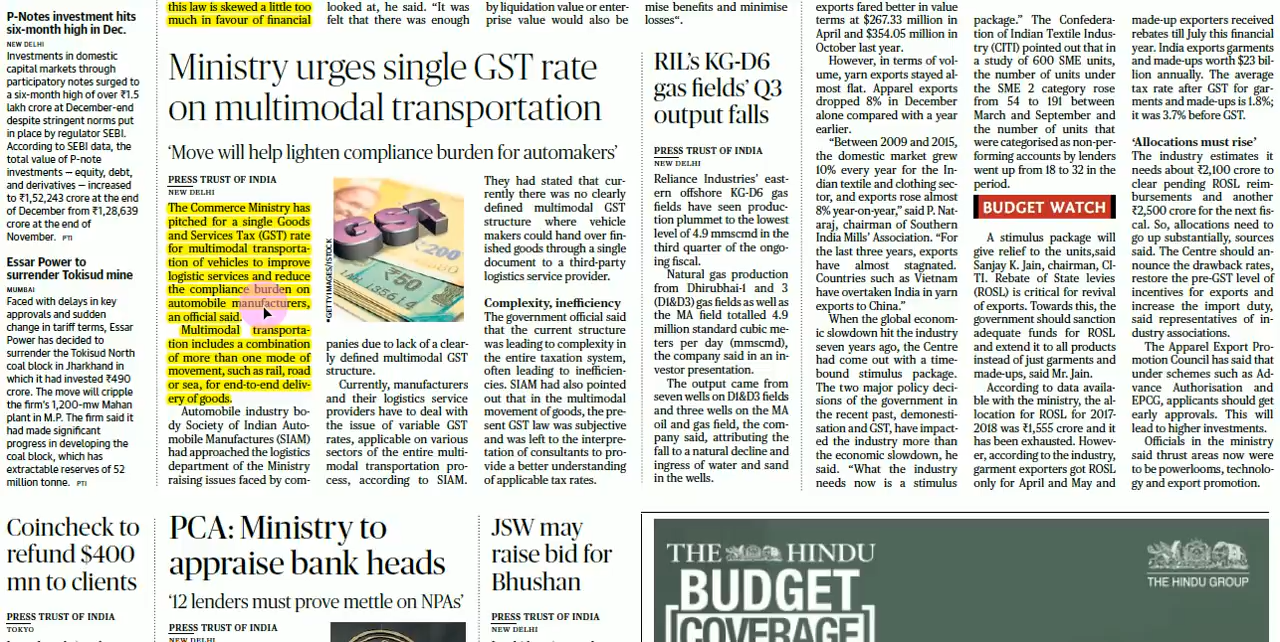 P-Notes investment hits
six-month high in Dec.
NEW DELHI
Investments in domestic
capital markets through
participatory notes surged to
a six-month high of over ₹1.5
lakh crore at December-end
despite stringent norms put
in place by regulator SEBI.
According to SEBI data, the
total value of P-note
investments — equity, debt,
and derivatives — increased
to ₹1,52,243 crore at the end
of December from ₹1,28,639
crore at the end of
November. PTI
Essar Power to
surrender Tokisud mine
MUMBAI
Faced with delays in key
approvals and sudden
change in tariff terms, Essar
Power has decided to
surrender the Tokisud North
coal block in Jharkhand in
which it had invested ₹490
crore. The move will cripple
the firm's 1,200-mw Mahan
plant in M.P. The firm said it
had made significant
progress in developing the
coal block, which has
extractable reserves of 52
million tonne. PTI
this law is skewed a little too
much in favour of financial
looked at, he said. “It was
felt that there was enough
by liquidation value or enter-
prise value would also be
mise benefits and minimise
losses“.
Ministry urges single GST rate
on multimodal transportation
‘Move will help lighten compliance burden for automakers’
PRESS TRUST OF INDIA
NEW DELHI
The Commerce Ministry has
pitched for a single Goods
and Services Tax (GST) rate
for multimodal transporta-
tion of vehicles to improve
logistic services and reduce
the compliance burden on
automobile manufacturers,
an official said.
Multimodal transporta-
tion includes a combination
of more than one mode of
movement, such as rail, road
or sea, for end-to-end deliv-
ery of goods.
Automobile industry bo-
dy Society of Indian Auto-
mobile Manufactures (SIAM)
had approached the logistics
department of the Ministry
raising issues faced by com-
GST
₹200
₹50
•GETTY IMAGES/ISTOCK
panies due to lack of a clear-
ly defined multimodal GST
structure.
Currently, manufacturers
and their logistics service
providers have to deal with
the issue of variable GST
rates, applicable on various
sectors of the entire multi-
modal transportation pro-
cess, according to SIAM.
They had stated that cur-
rently there was no clearly
defined multimodal GST
structure where vehicle
makers could hand over fin-
ished goods through a single
document to a third-party
logistics service provider.
Complexity, inefficiency
The government official said
that the current structure
was leading to complexity in
the entire taxation system,
often leading to inefficienc-
ies. SIAM had also pointed
out that in the multimodal
movement of goods, the pre-
sent GST law was subjective
and was left to the interpre-
tation of consultants to pro-
vide a better understanding
of applicable tax rates.
RIL’s KG-D6
gas fields’ Q3
output falls
PRESS TRUST OF INDIA
NEW DELHI
Reliance Industries’ east-
ern offshore KG-D6 gas
fields have seen produc-
tion plummet to the lowest
level of 4.9 mmscmd in the
third quarter of the ongo-
ing fiscal.
Natural gas production
from Dhirubhai-1 and 3
(D1&D3) gas fields as well as
the MA field totalled 4.9
million standard cubic me-
ters per day (mmscmd),
the company said in an in-
vestor presentation.
The output came from
seven wells on D1&D3 fields
and three wells on the MA
oil and gas field, the com-
pany said, attributing the
fall to a natural decline and
ingress of water and sand
in the wells.
exports fared better in value
terms at $267.33 million in
April and $354.05 million in
October last year.
However, in terms of vol-
ume, yarn exports stayed al-
most flat. Apparel exports
dropped 8% in December
alone compared with a year
earlier.
“Between 2009 and 2015,
the domestic market grew
10% every year for the In-
dian textile and clothing sec-
tor, and exports rose almost
8% year-on-year,” said P. Nat-
araj, chairman of Southern
India Mills’ Association. “For
the last three years, exports
have almost stagnated.
Countries such as Vietnam
have overtaken India in yarn
exports to China.”
When the global econom-
ic slowdown hit the industry
seven years ago, the Centre
had come out with a time-
bound stimulus package.
The two major policy deci-
sions of the government in
the recent past, demonesti-
sation and GST, have impact-
ed the industry more than
the economic slowdown, he
said. “What the industry
needs now is a stimulus
package.” The Confedera-
tion of Indian Textile Indus-
try (CITI) pointed out that in
a study of 600 SME units,
the number of units under
the SME 2 category rose
from 54 to 191 between
March and September and
the number of units that
were categorised as non-per-
forming accounts by lenders
went up from 18 to 32 in the
period.
BUDGET WATCH
A stimulus package will
give relief to the units,said
Sanjay K. Jain, chairman, CI-
TI. Rebate of State levies
(ROSL) is critical for revival
of exports. Towards this, the
government should sanction
adequate funds for ROSL
and extend it to all products
instead of just garments and
made-ups, said Mr. Jain.
According to data availa-
ble with the ministry, the al-
location for ROSL for 2017-
2018 was ₹1,555 crore and it
has been exhausted. Howev-
er, according to the industry,
garment exporters got ROSL
only for April and May and
made-up exporters received
rebates till July this financial
year. India exports garments
and made-ups worth $23 bil-
lion annually. The average
tax rate after GST for gar-
ments and made-ups is 1.8%;
it was 3.7% before GST.
‘Allocations must rise’
The industry estimates it
needs about ₹2,100 crore to
clear pending ROSL reim-
bursements and another
₹2,500 crore for the next fis-
cal. So, allocations need to
go up substantially, sources
said. The Centre should an-
nounce the drawback rates,
restore the pre-GST level of
incentives for exports and
increase the import duty,
said representatives of in-
dustry associations.
The Apparel Export Pro-
motion Council has said that
under schemes such as Ad-
vance Authorisation and
EPCG, applicants should get
early approvals. This will
lead to higher investments.
Officials in the ministry
said thrust areas now were
to be powerlooms, technolo-
gy and export promotion.
Coincheck to
refund $400
mn to clients
PRESS TRUST OF INDIA
TOKYO
PCA: Ministry to
appraise bank heads
‘12 lenders must prove mettle on NPAs’
PRESS TRUST OF INDIA
NEW DELHI
JSW may
raise bid for
Bhushan
PRESS TRUST OF INDIA
NEW DELHI
THE HINDU
BUDGET
COVERAGE
THE HINDU GROUP